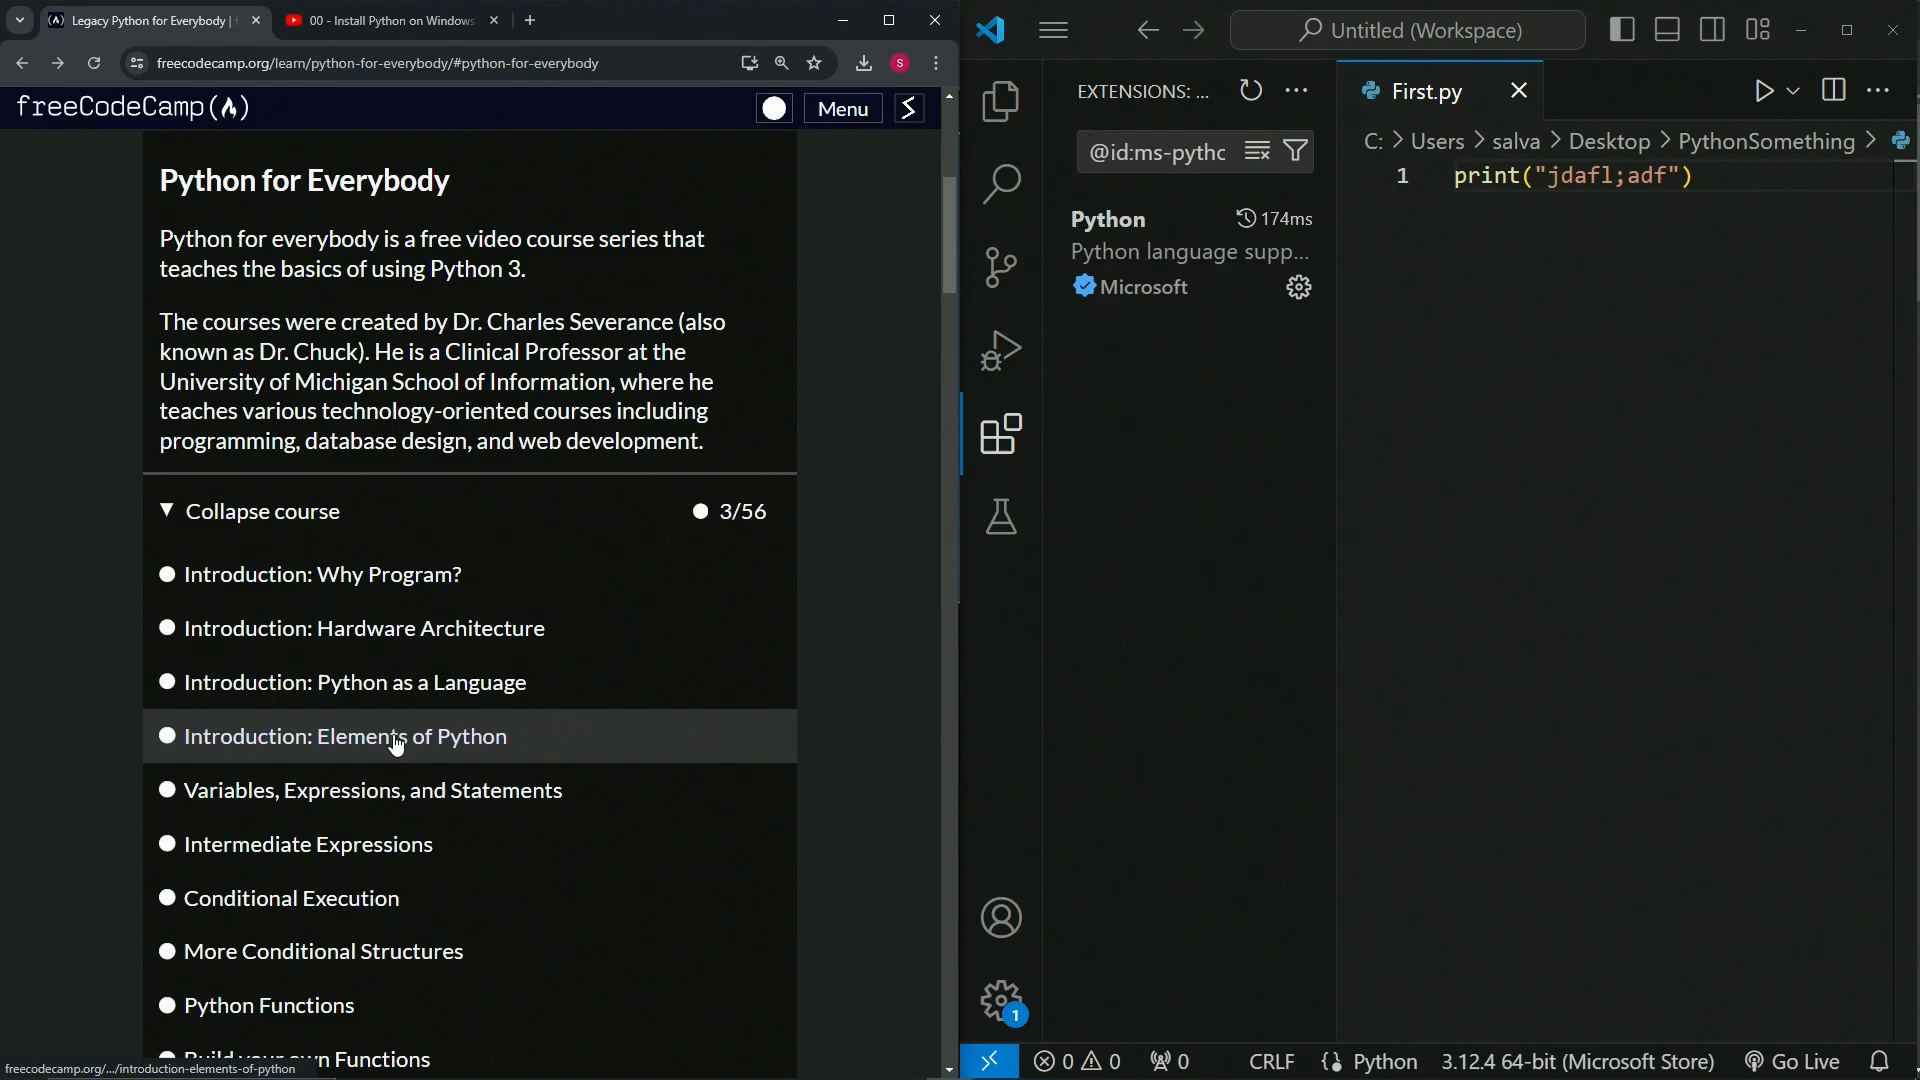 Legacy Python for Everybody |
00 - Install Python on Windows
freecodecamp.org/learn/python-for-everybody/#python-for-everybody
S
freeCodeCamp
Menu
Python for Everybody
Python for everybody is a free video course series that
teaches the basics of using Python 3.
The courses were created by Dr. Charles Severance (also
known as Dr. Chuck). He is a Clinical Professor at the
University of Michigan School of Information, where he
teaches various technology-oriented courses including
programming, database design, and web development.
Collapse course
3/56
Introduction: Why Program?
Introduction: Hardware Architecture
Introduction: Python as a Language
Introduction: Elements of Python
Variables, Expressions, and Statements
Intermediate Expressions
Conditional Execution
More Conditional Structures
Python Functions
Build your own Functions
freecodecamp.org/.../introduction-elements-of-python
Untitled (Workspace)
EXTENSIONS: ...
@id:ms-pythc
Python
174ms
Python language supp...
Microsoft
First.py
C: > Users > salva > Desktop > PythonSomething >
1 print("jdafl;adf")
1
0 0 0
CRLF
Python
3.12.4 64-bit (Microsoft Store)
Go Live